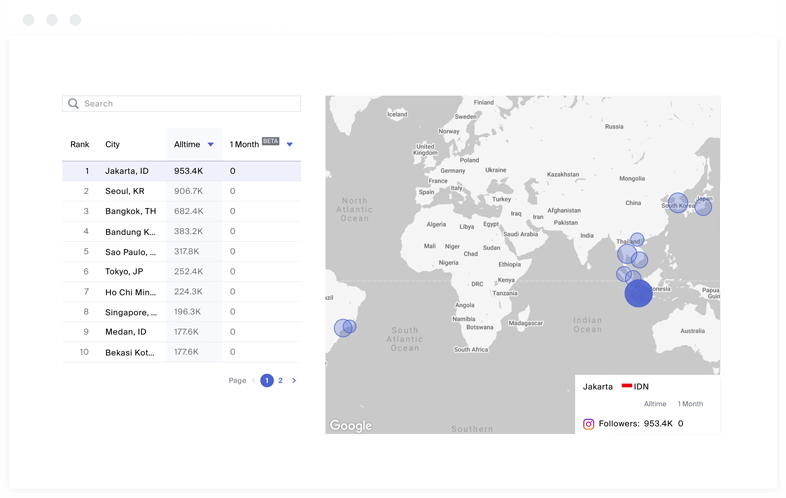 Search
Rank City Alltime 1 Month BETA
1 Jakarta, ID 953.4K 0
2 Seoul, KR 906.7K 0
3 Bangkok, TH 682.4K 0
4 Bandung K... 383.2K 0
5 Sao Paulo, ... 317.8K 0
6 Tokyo, JP 252.4K 0
7 Ho Chi Min... 224.3K 0
8 Singapore, ... 196.3K 0
9 Medan, ID 177.6K 0
10 Bekasi Kot... 177.6K 0
Page 1 2
Finland
Iceland
Sweden
Russia
Norway
United
Kingdom
Poland
Germany
Ukraine
Kazakhstan
France
Mongolia
Italy
Spain
Turkey
North
Atlantic
Ocean
China
South Korea
Japan
Iraq
Iran
Afghanistan
Pakistan
Algeria
Libya
Egypt
Saudi Arabia
India
Thailand
Mali
Niger
Sudan
Chad
Nigeria
Ethiopia
Kenya
DRC
Tanzania
onesia
Papua
Guin
zil
Angola
Namibia
Botswana
Madagascar
South
Atlantic
Ocean
Indian
Ocean
Australia
South Africa
Southern
Google
Jakarta IDN
Alltime 1 Month
Followers: 953.4K 0